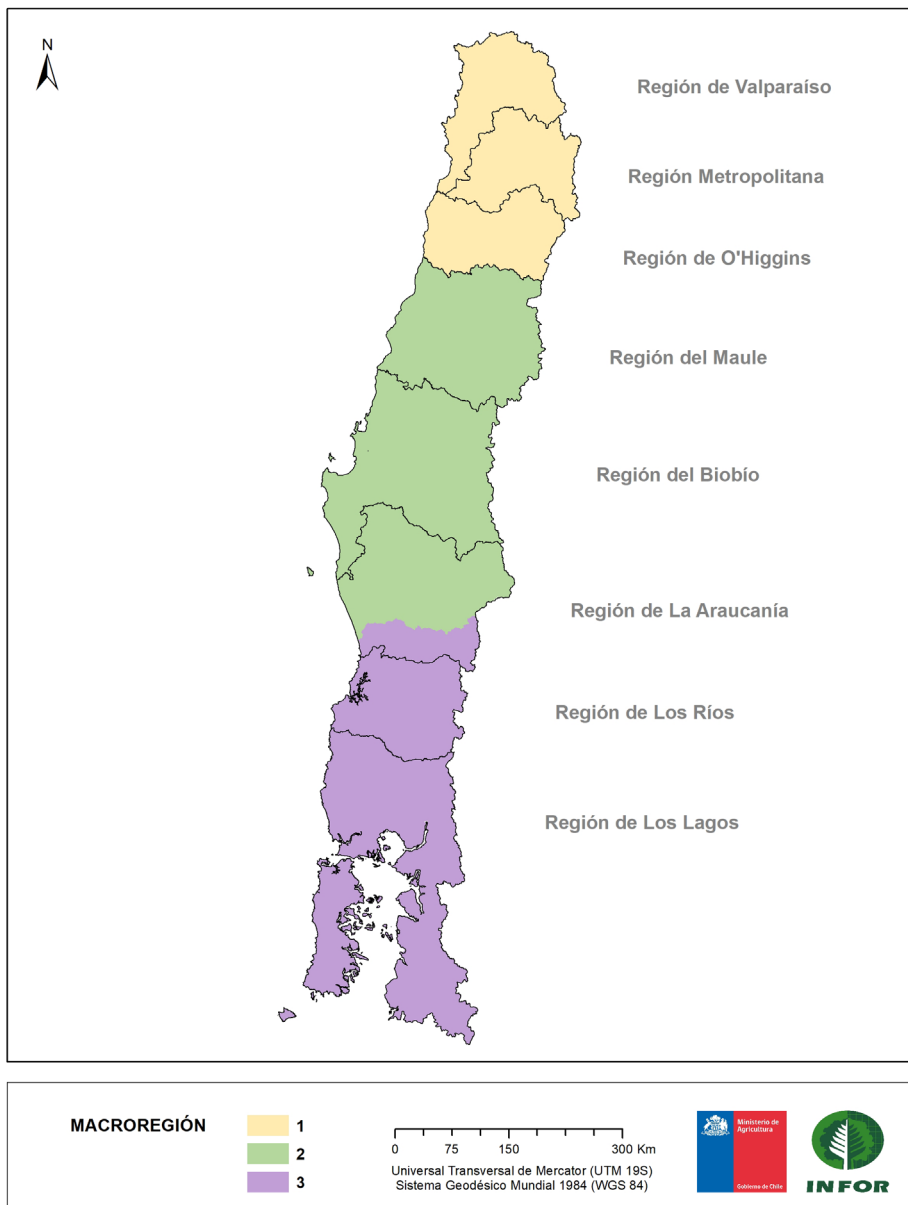 N
Región de Valparaíso
Región Metropolitana
Región de O'Higgins
Región del Maule
Región del Biobío
Región de La Araucanía
Región de Los Ríos
Región de Los Lagos
MACROREGIÓN
1
2
3
0 75 150 300 Km
Universal Transversal de Mercator (UTM 19S)
Sistema Geodésico Mundial 1984 (WGS 84)
Ministerio de
Agricultura
Gobierno de Chile
INFOR